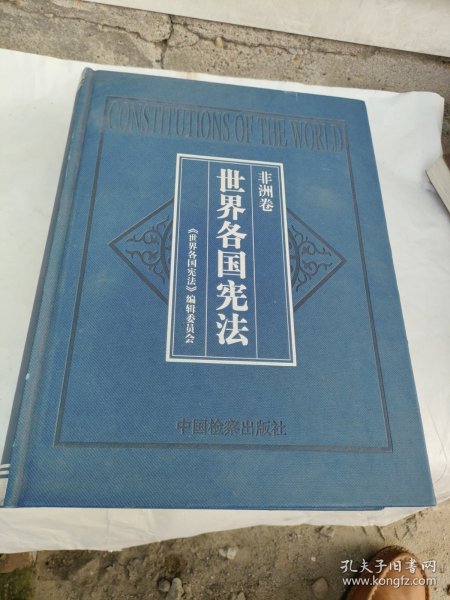 CONSTITUTIONS OF THE WORLD
非洲卷
世界各国宪法
《世界各国宪法》编辑委员会
中国检察出版社
孔夫子旧书网
www.kongfz.com